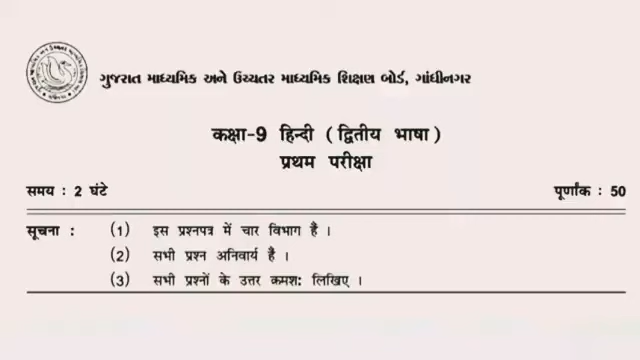 ગુજરાત માધ્યમિક અને ઉચ્ચતર માધ્યમિક શિક્ષણ બોર્ડ, ગાંધીનગર
कक्षा-9 हिन्दी ( द्वितीय भाषा )
प्रथम परीक्षा
समय : 2 घंटे पूर्णांक : 50
सूचना : (1) इस प्रश्नपत्र में चार विभाग हैं ।
(2) सभी प्रश्न अनिवार्य हैं ।
(3) सभी प्रश्नों के उत्तर क्रमश: लिखिए ।